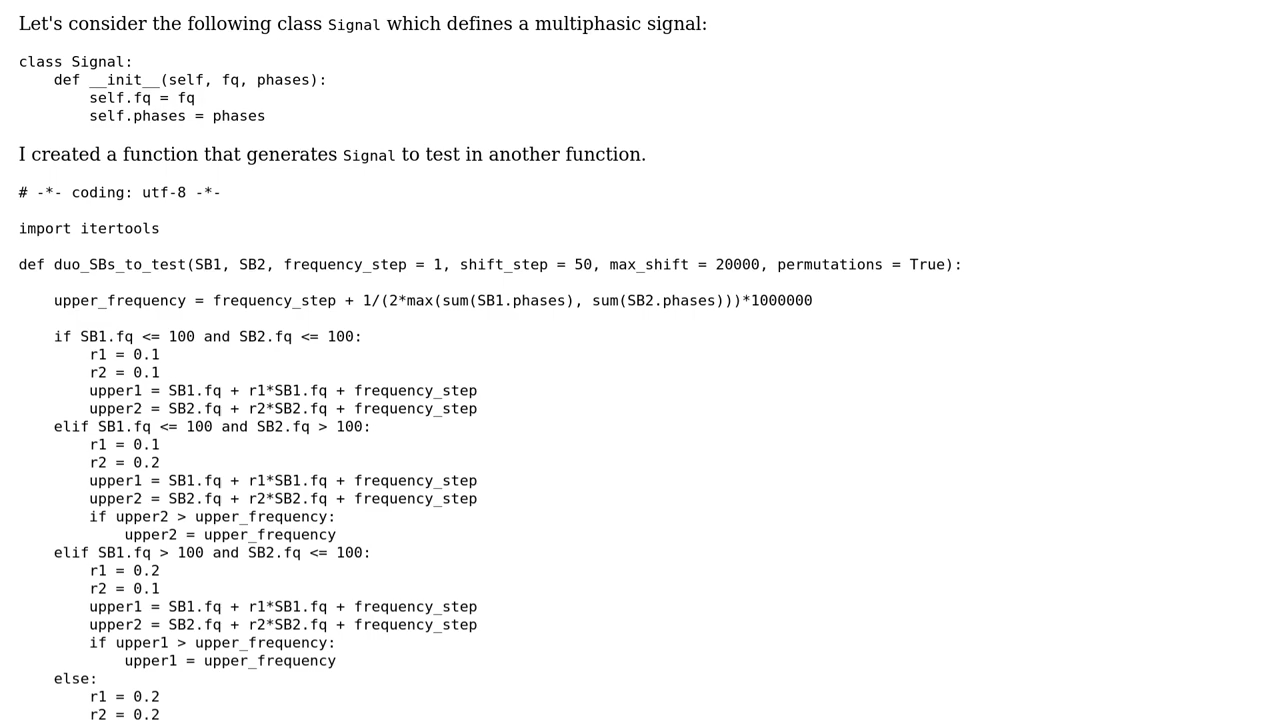 Let's consider the following class Signal which defines a multiphasic signal:
class Signal:
    def __init__(self, fq, phases):
        self.fq = fq
        self.phases = phases
I created a function that generates Signal to test in another function.
# -*- coding: utf-8 -*-
import itertools
def duo_SBs_to_test(SB1, SB2, frequency_step = 1, shift_step = 50, max_shift = 20000, permutations = True):
    upper_frequency = frequency_step + 1/(2*max(sum(SB1.phases), sum(SB2.phases)))*1000000
    if SB1.fq <= 100 and SB2.fq <= 100:
        r1 = 0.1
        r2 = 0.1
        upper1 = SB1.fq + r1*SB1.fq + frequency_step
        upper2 = SB2.fq + r2*SB2.fq + frequency_step
    elif SB1.fq <= 100 and SB2.fq > 100:
        r1 = 0.1
        r2 = 0.2
        upper1 = SB1.fq + r1*SB1.fq + frequency_step
        upper2 = SB2.fq + r2*SB2.fq + frequency_step
        if upper2 > upper_frequency:
            upper2 = upper_frequency
    elif SB1.fq > 100 and SB2.fq <= 100:
        r1 = 0.2
        r2 = 0.1
        upper1 = SB1.fq + r1*SB1.fq + frequency_step
        upper2 = SB2.fq + r2*SB2.fq + frequency_step
        if upper1 > upper_frequency:
            upper1 = upper_frequency
    else:
        r1 = 0.2
        r2 = 0.2